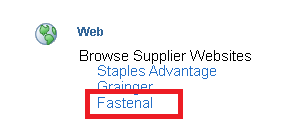 Web
Browse Supplier Websites
Staples Advantage
Grainger
Fastenal